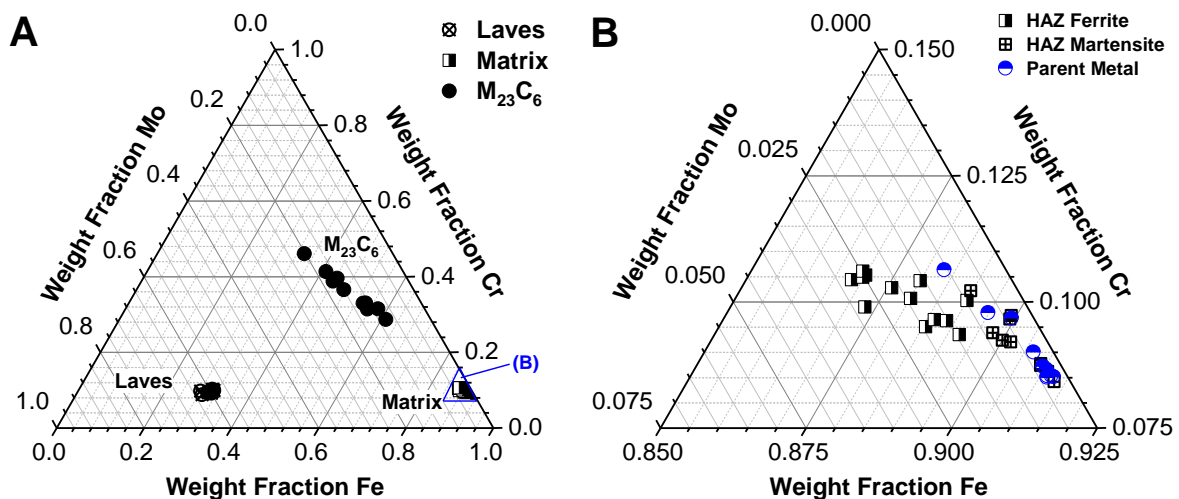 A
Laves
Matrix
M₂₃C₆
0.0
0.2
0.4
0.6
0.8
1.0
Weight Fraction Mo
1.0
0.8
0.6
0.4
0.2
0.0
Weight Fraction Cr
M₂₃C₆
Laves
Matrix
(B)
0.0 0.2 0.4 0.6 0.8 1.0
Weight Fraction Fe
B
HAZ Ferrite
HAZ Martensite
Parent Metal
0.000
0.025
0.050
0.075
Weight Fraction Mo
0.150
0.125
0.100
0.075
Weight Fraction Cr
0.850 0.875 0.900 0.925
Weight Fraction Fe